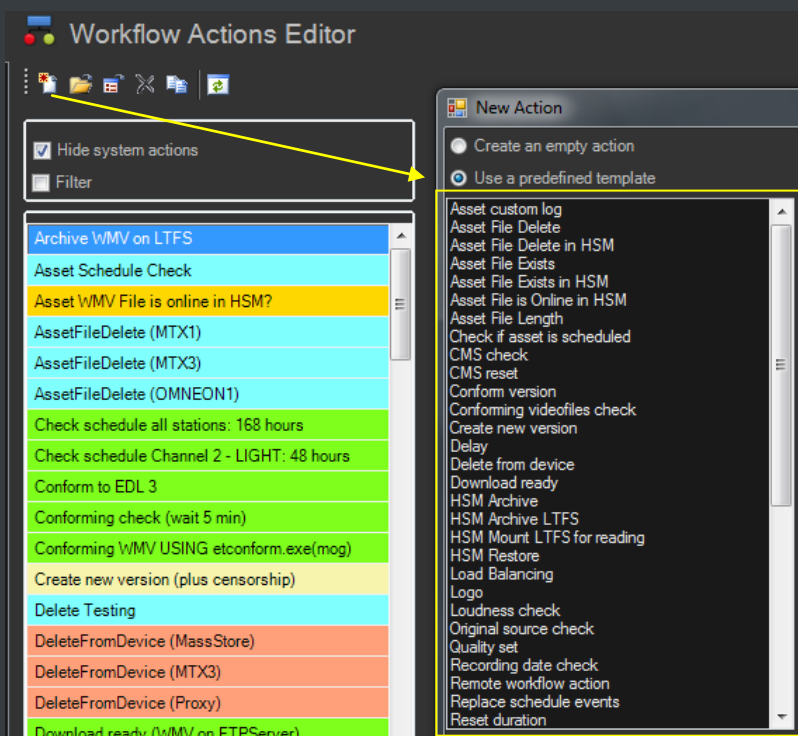 Workflow Actions Editor
Hide system actions
Filter
Archive WMV on LTFS
Asset Schedule Check
Asset WMV File is online in HSM?
AssetFileDelete (MTX1)
AssetFileDelete (MTX3)
AssetFileDelete (OMNEON1)
Check schedule all stations: 168 hours
Check schedule Channel 2 - LIGHT: 48 hours
Conform to EDL 3
Conforming check (wait 5 min)
Conforming WMV USING etconform.exe(mog)
Create new version (plus censorship)
Delete Testing
DeleteFromDevice (MassStore)
DeleteFromDevice (MTX3)
DeleteFromDevice (Proxy)
Download ready (WMV on FTPServer)
New Action
Create an empty action
Use a predefined template
Asset custom log
Asset File Delete
Asset File Delete in HSM
Asset File Exists
Asset File Exists in HSM
Asset File is Online in HSM
Asset File Length
Check if asset is scheduled
CMS check
CMS reset
Conform version
Conforming videofiles check
Create new version
Delay
Delete from device
Download ready
HSM Archive
HSM Archive LTFS
HSM Mount LTFS for reading
HSM Restore
Load Balancing
Logo
Loudness check
Original source check
Quality set
Recording date check
Remote workflow action
Replace schedule events
Reset duration